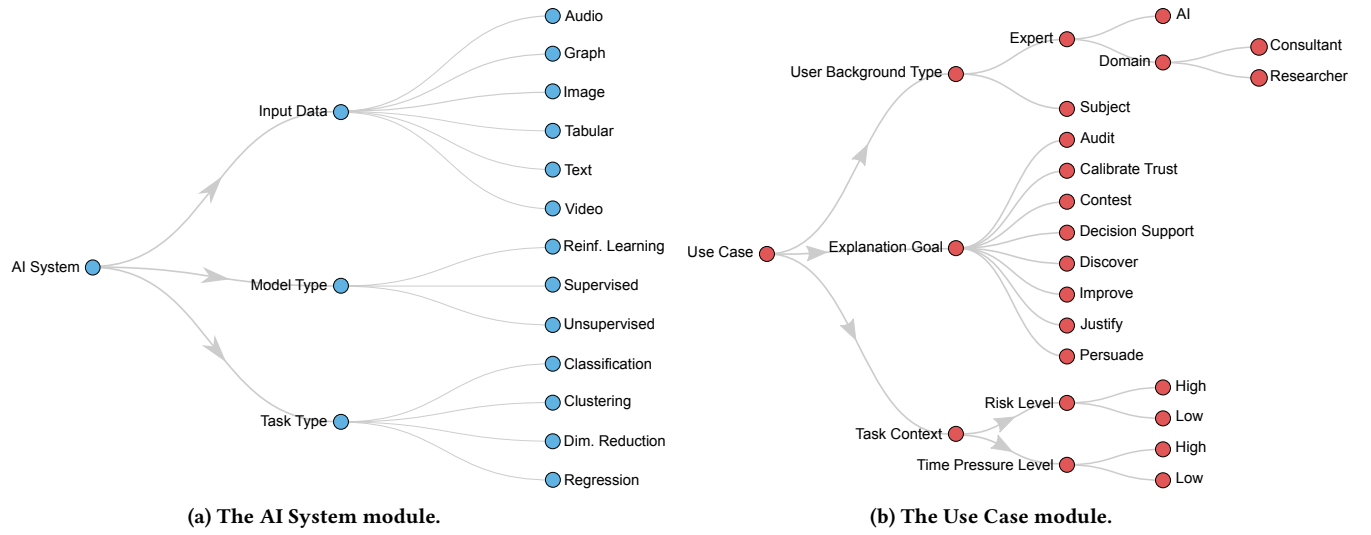 Audio
Graph
Image
Input Data
Tabular
Text
Video
Reinf. Learning
AI System
Model Type
Supervised
Unsupervised
Classification
Clustering
Task Type
Dim. Reduction
Regression
(a) The AI System module.
AI
Expert
Consultant
Domain
User Background Type
Researcher
Subject
Audit
Calibrate Trust
Contest
Decision Support
Use Case
Explanation Goal
Discover
Improve
Justify
Persuade
High
Risk Level
Low
Task Context
High
Time Pressure Level
Low
(b) The Use Case module.